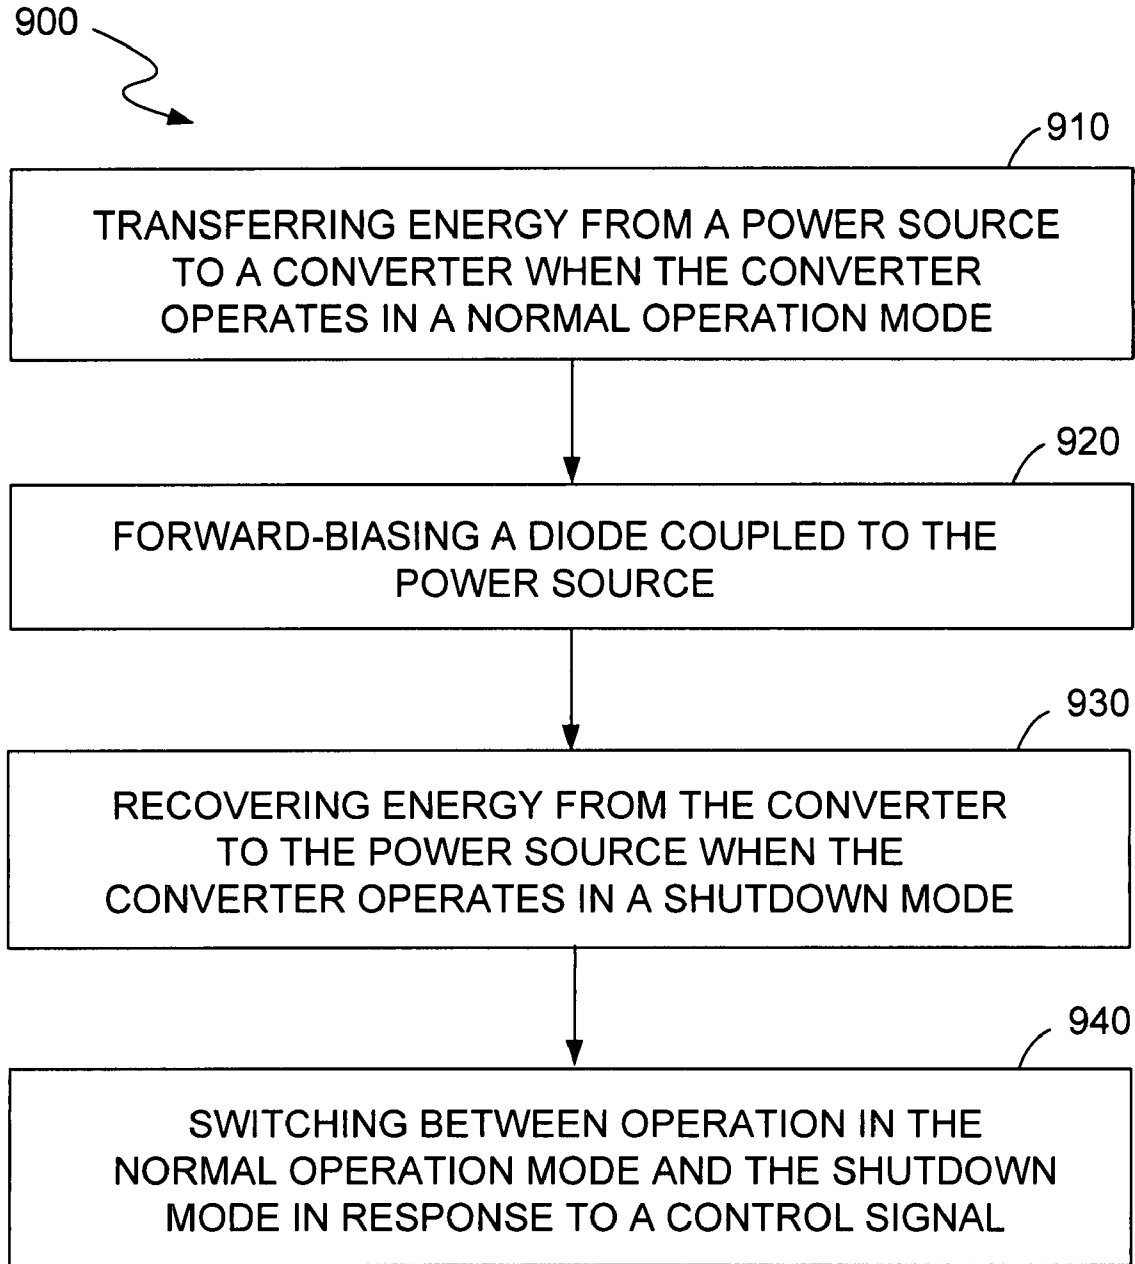 900
910
TRANSFERRING ENERGY FROM A POWER SOURCE
TO A CONVERTER WHEN THE CONVERTER
OPERATES IN A NORMAL OPERATION MODE
920
FORWARD-BIASING A DIODE COUPLED TO THE
POWER SOURCE
930
RECOVERING ENERGY FROM THE CONVERTER
TO THE POWER SOURCE WHEN THE
CONVERTER OPERATES IN A SHUTDOWN MODE
940
SWITCHING BETWEEN OPERATION IN THE
NORMAL OPERATION MODE AND THE SHUTDOWN
MODE IN RESPONSE TO A CONTROL SIGNAL